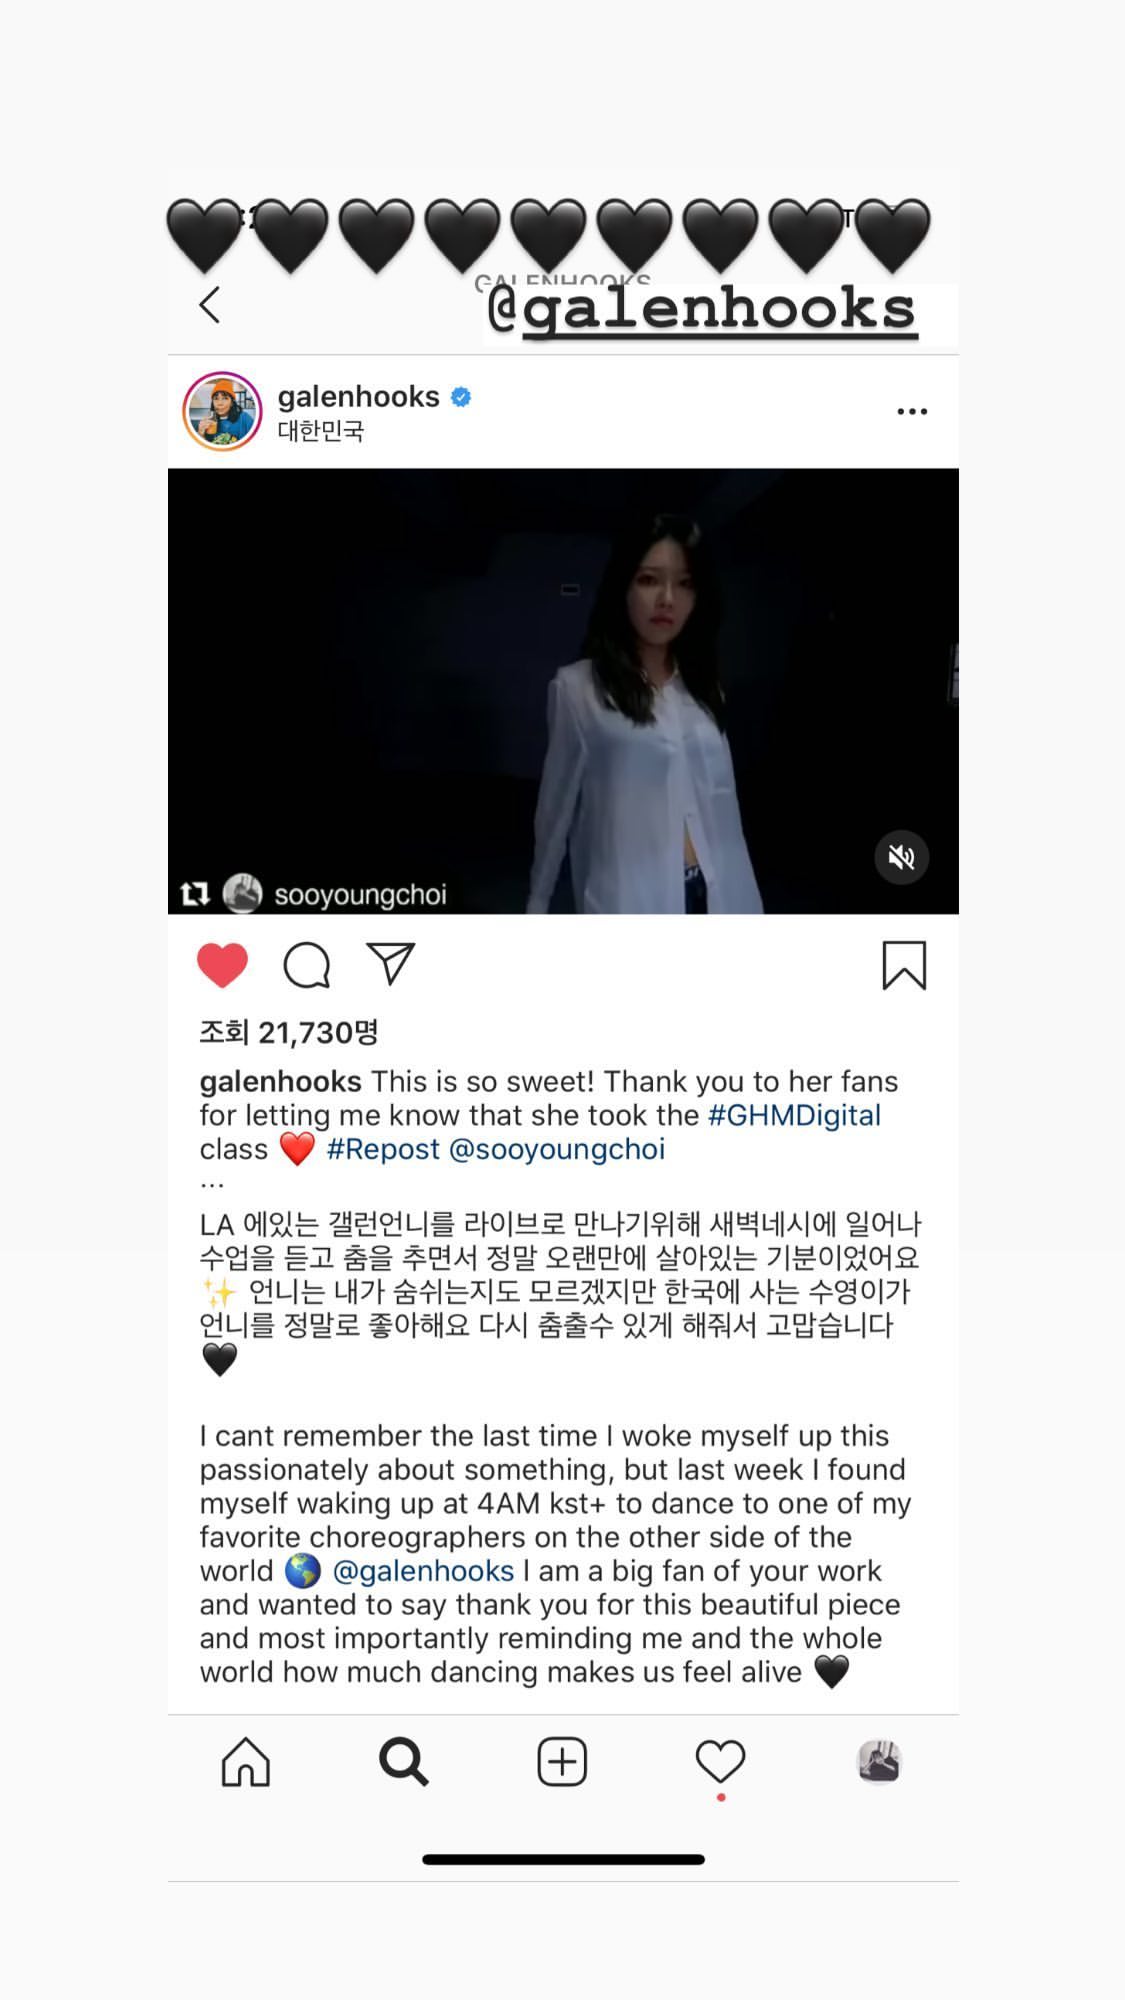 GALENHOOKS
@galenhooks
galenhooks
대한민국
sooyoungchoi
조회 21,730명
galenhooks This is so sweet! Thank you to her fans
for letting me know that she took the #GHMDigital
class ❤️ #Repost @sooyoungchoi
...
LA 에있는 갤런언니를 라이브로 만나기위해 새벽네시에 일어나
수업을 듣고 춤을 추면서 정말 오랜만에 살아있는 기분이었어요
✨ 언니는 내가 숨쉬는지도 모르겠지만 한국에 사는 수영이가
언니를 정말로 좋아해요 다시 춤출수 있게 해줘서 고맙습니다
🖤
I cant remember the last time I woke myself up this
passionately about something, but last week I found
myself waking up at 4AM kst+ to dance to one of my
favorite choreographers on the other side of the
world 🌎 @galenhooks I am a big fan of your work
and wanted to say thank you for this beautiful piece
and most importantly reminding me and the whole
world how much dancing makes us feel alive 🖤